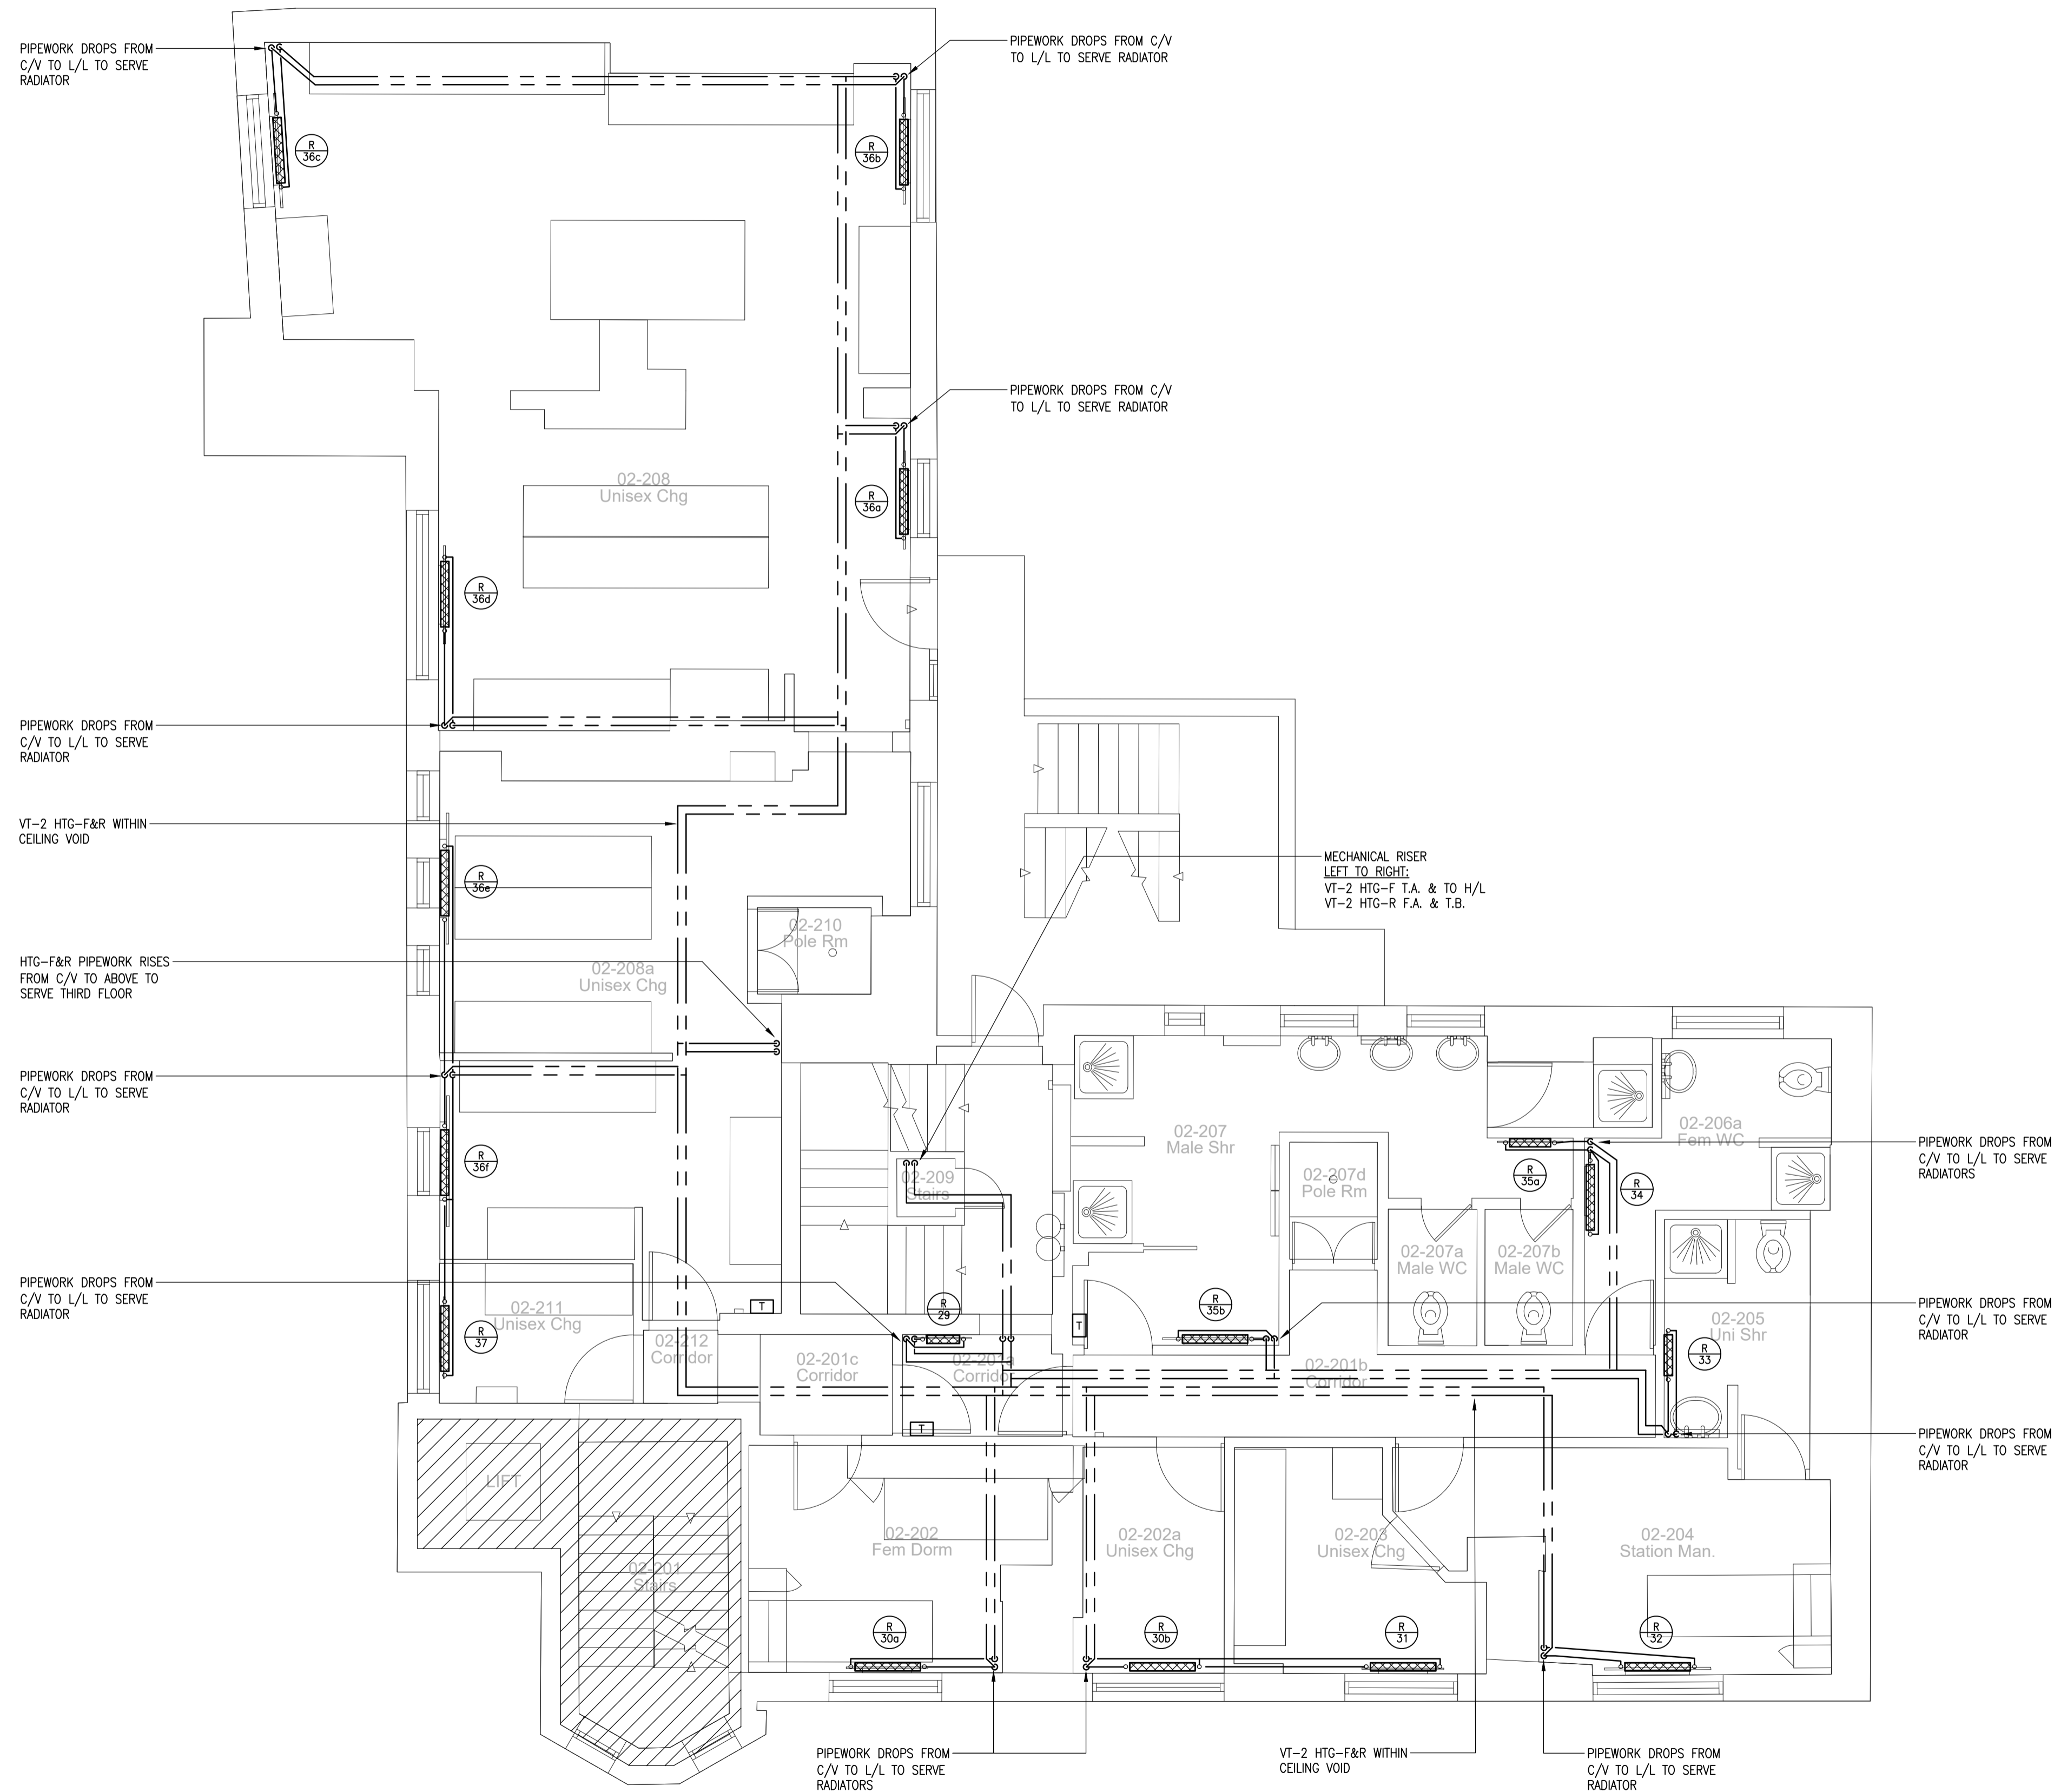 PIPEWORK DROPS FROM
C/V TO L/L TO SERVE
RADIATOR
PIPEWORK DROPS FROM C/V
TO L/L TO SERVE RADIATOR
R
36c
R
36b
PIPEWORK DROPS FROM C/V
TO L/L TO SERVE RADIATOR
02-208
Unisex Chg
R
36a
R
36d
PIPEWORK DROPS FROM
C/V TO L/L TO SERVE
RADIATOR
VT-2 HTG-F&R WITHIN
CEILING VOID
MECHANICAL RISER
LEFT TO RIGHT:
VT-2 HTG-F T.A. & TO H/L
VT-2 HTG-R F.A. & T.B.
R
36e
02-210
Pole Rm
HTG-F&R PIPEWORK RISES
FROM C/V TO ABOVE TO
SERVE THIRD FLOOR
02-208a
Unisex Chg
PIPEWORK DROPS FROM
C/V TO L/L TO SERVE
RADIATOR
R
36f
02-209
Stairs
02-207
Male Shr
02-207d
Pole Rm
R
35a
R
34
02-206a
Fem WC
PIPEWORK DROPS FROM
C/V TO L/L TO SERVE
RADIATORS
02-207a
Male WC
02-207b
Male WC
PIPEWORK DROPS FROM
C/V TO L/L TO SERVE
RADIATOR
02-211
Unisex Chg
R
37
T
R
29
T
R
35b
02-205
Uni Shr
R
33
PIPEWORK DROPS FROM
C/V TO L/L TO SERVE
RADIATOR
02-212
Corridor
02-201c
Corridor
02-201a
Corridor
02-201b
Corridor
T
PIPEWORK DROPS FROM
C/V TO L/L TO SERVE
RADIATOR
LIFT
02-201
Stairs
02-202
Fem Dorm
02-202a
Unisex Chg
02-203
Unisex Chg
02-204
Station Man.
R
30a
R
30b
R
31
R
32
PIPEWORK DROPS FROM
C/V TO L/L TO SERVE
RADIATORS
VT-2 HTG-F&R WITHIN
CEILING VOID
PIPEWORK DROPS FROM
C/V TO L/L TO SERVE
RADIATOR